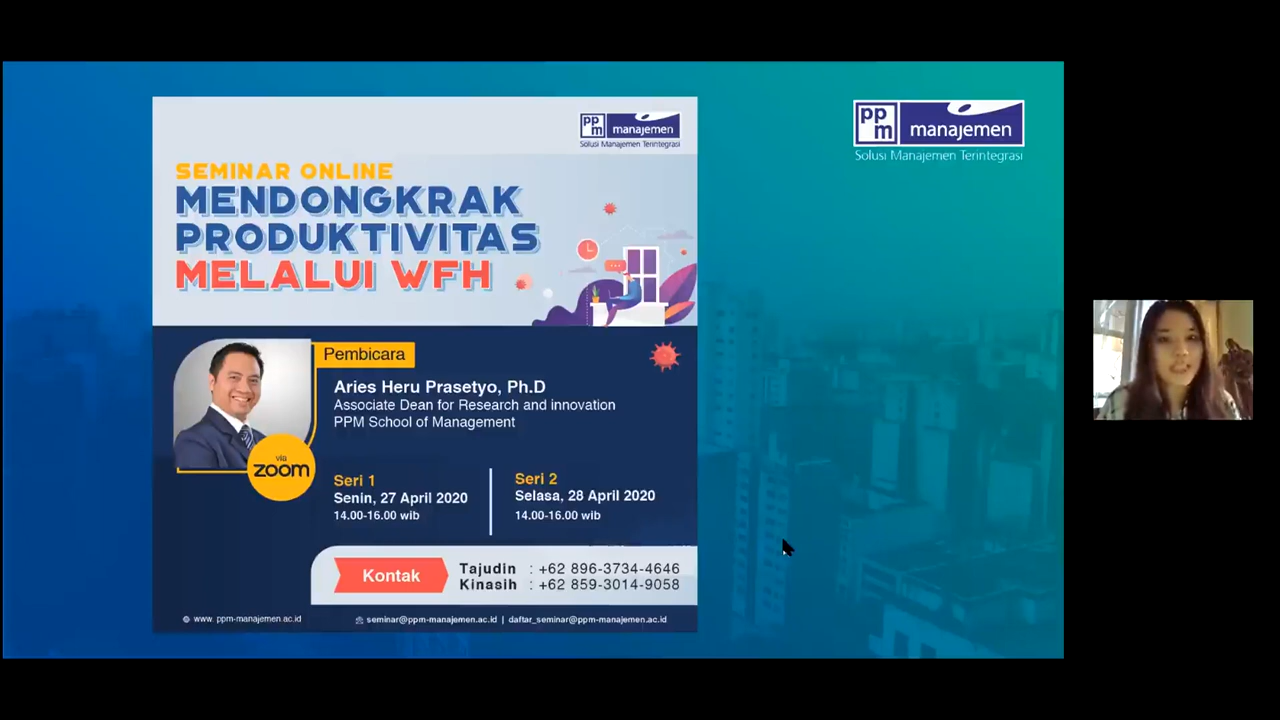 ppm manajemen
Solusi Manajemen Terintegrasi
SEMINAR ONLINE
MENDONGKRAK
PRODUKTIVITAS
MELALUI WFH
Pembicara
Aries Heru Prasetyo, Ph.D
Associate Dean for Research and innovation
PPM School of Management
via
zoom
Seri 1
Senin, 27 April 2020
14.00-16.00 wib
Seri 2
Selasa, 28 April 2020
14.00-16.00 wib
Kontak
Tajudin : +62 896-3734-4646
Kinasih : +62 859-3014-9058
www. ppm-manajemen.ac.id
seminar@ppm-manajemen.ac.id | daftar_seminar@ppm-manajemen.ac.id
ppm manajemen
Solusi Manajemen Terintegrasi